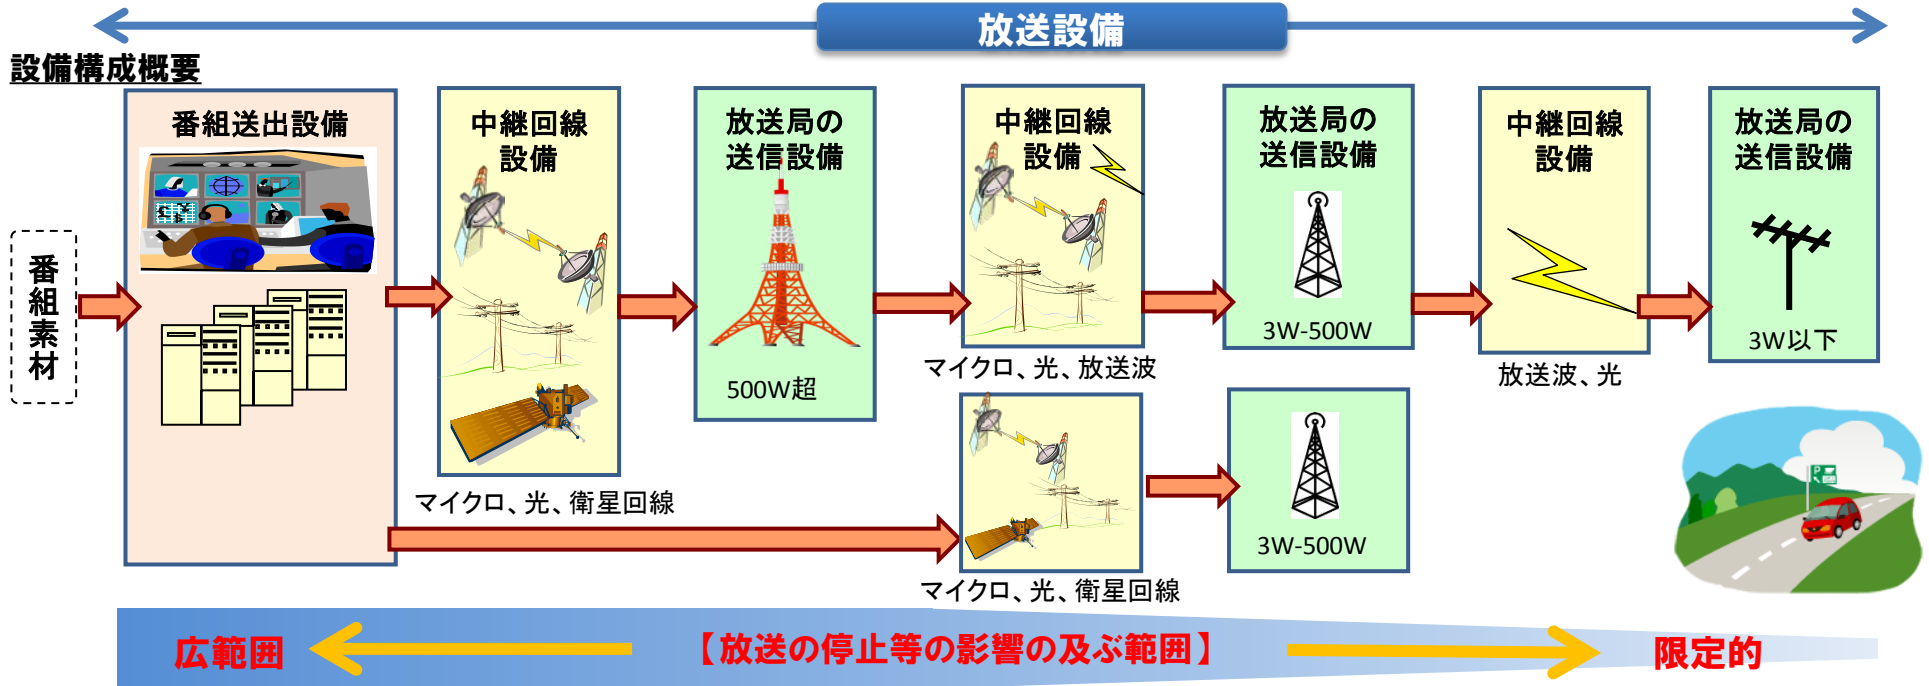 放送設備
設備構成概要
番組素材
番組送出設備
中継回線
設備
マイクロ、光、衛星回線
放送局の
送信設備
500W超
中継回線
設備
マイクロ、光、放送波
放送局の
送信設備
3W-500W
中継回線
設備
放送波、光
放送局の
送信設備
3W以下
マイクロ、光、衛星回線
3W-500W
P
広範囲
【放送の停止等の影響の及ぶ範囲】
限定的